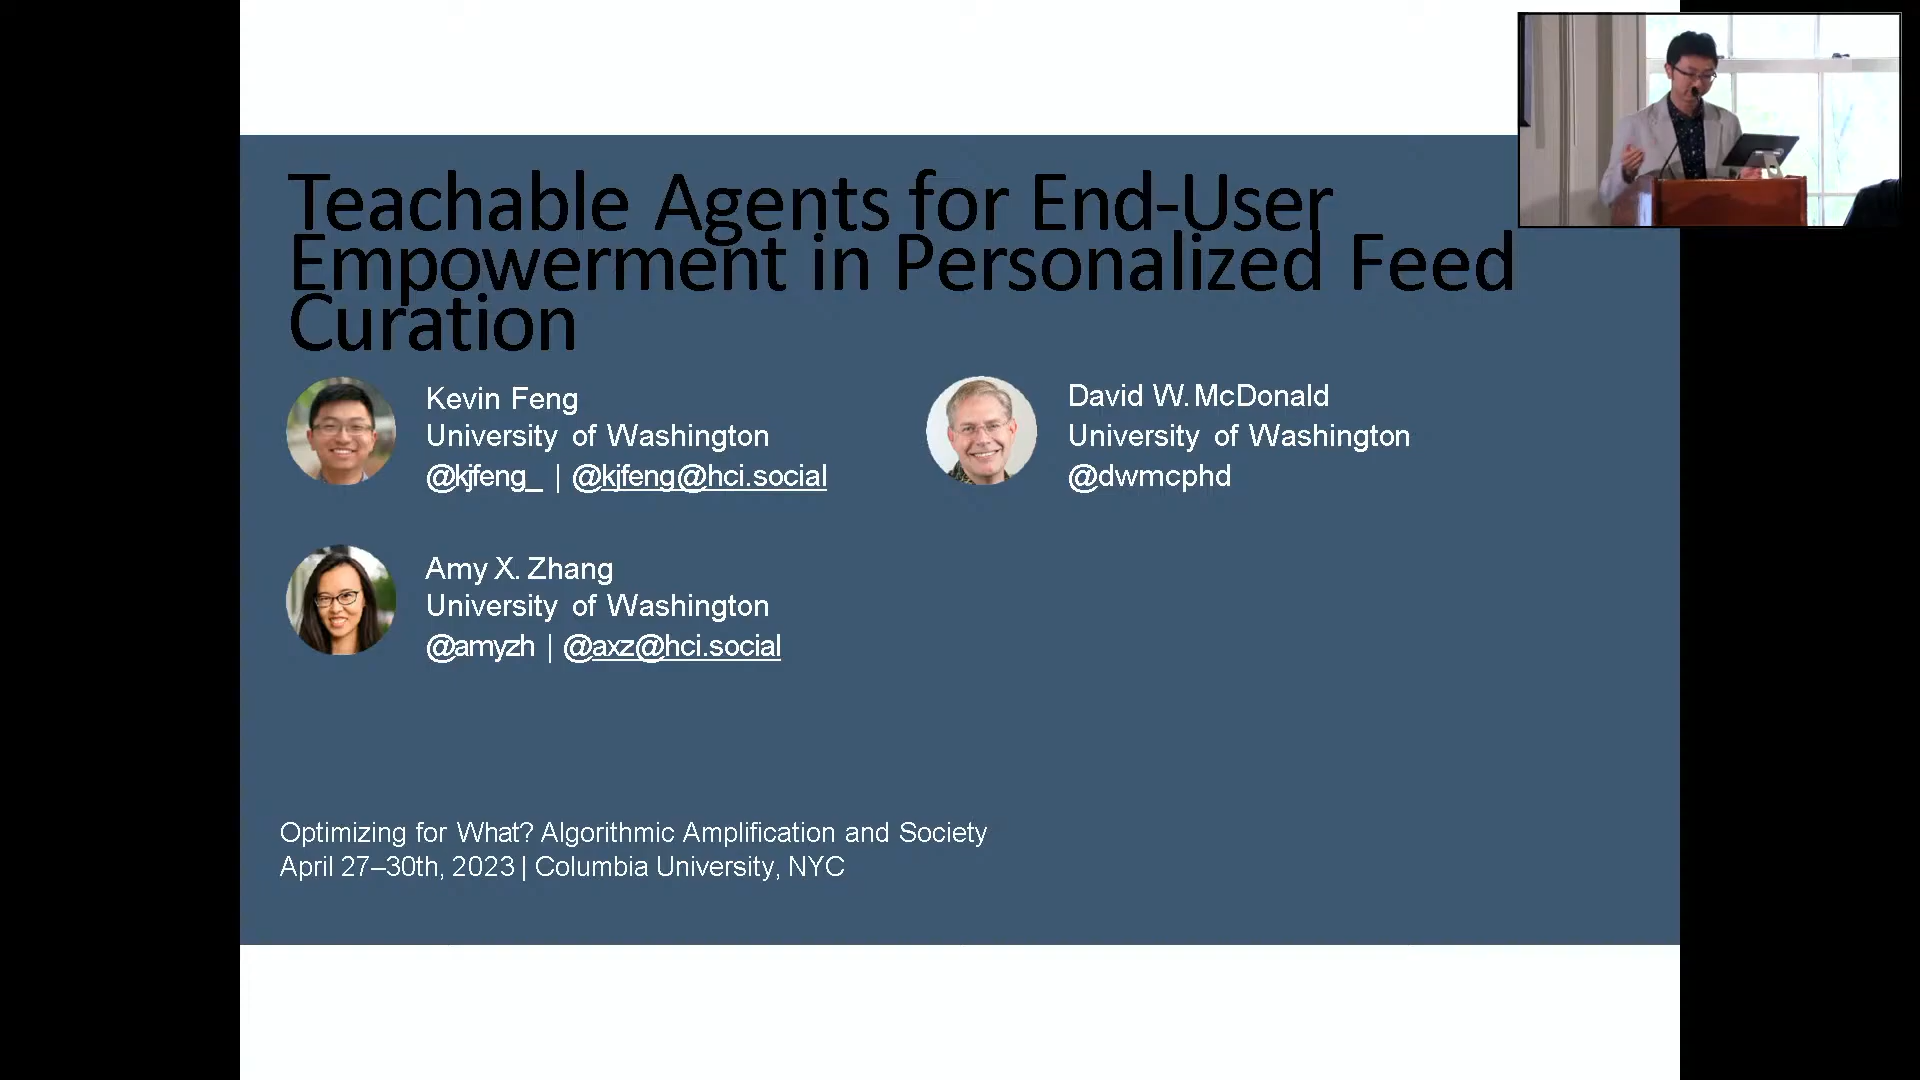 Teachable Agents for End-User
Empowerment in Personalized Feed
Curation
Kevin Feng
University of Washington
@kjfeng_ | @kjfeng@hci.social
David W. McDonald
University of Washington
@dwmcphd
Amy X. Zhang
University of Washington
@amyzh | @axz@hci.social
Optimizing for What? Algorithmic Amplification and Society
April 27–30th, 2023 | Columbia University, NYC